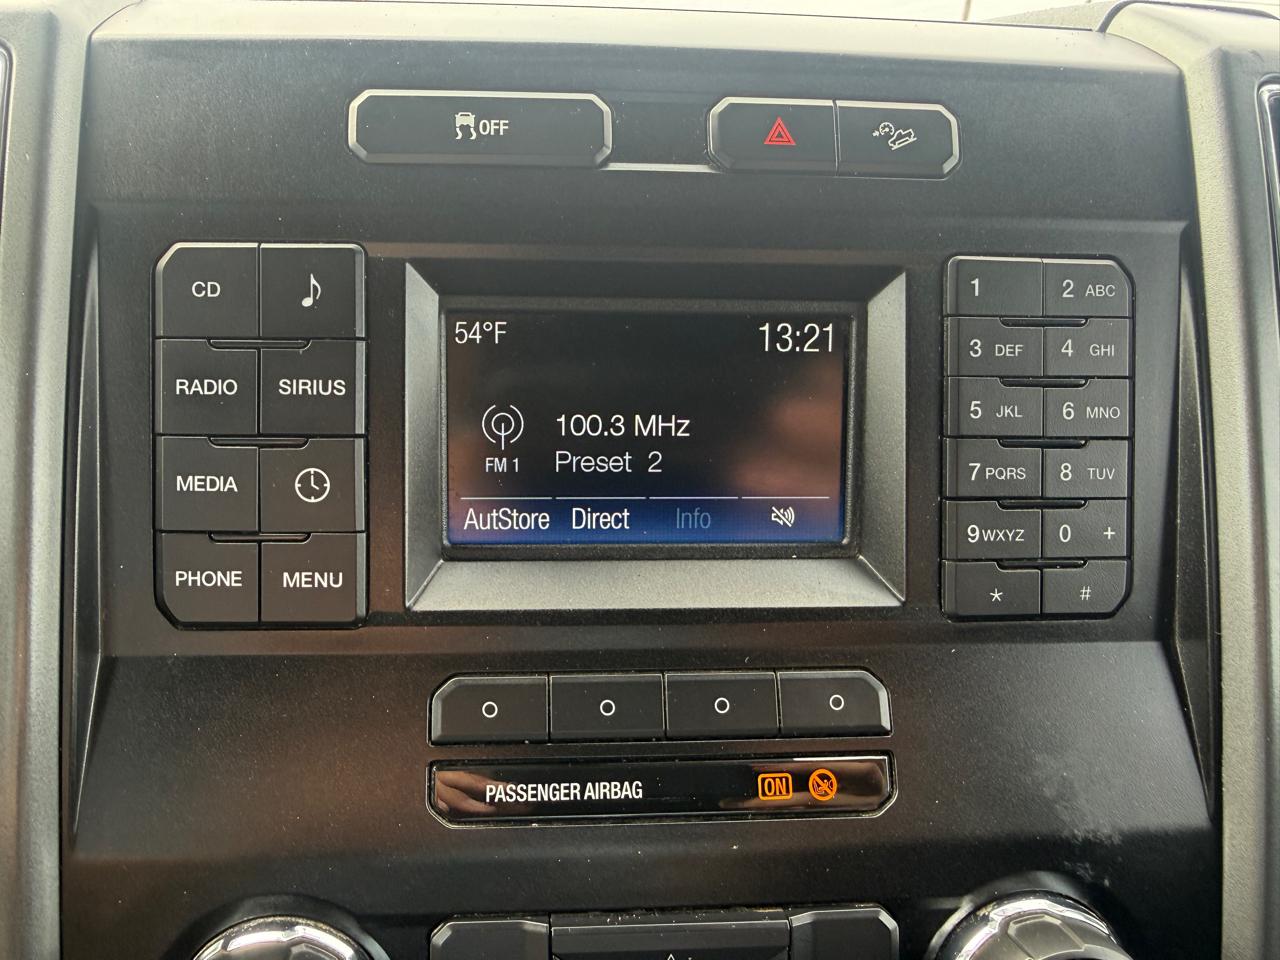 OFF
CD
RADIO SIRIUS
MEDIA
PHONE MENU
54°F 13:21
100.3 MHz
FM 1 Preset 2
AutStore Direct Info
1 2 ABC
3 DEF 4 GHI
5 JKL 6 MNO
7 PQRS 8 TUV
9 WXYZ 0 +
* #
PASSENGER AIRBAG ON